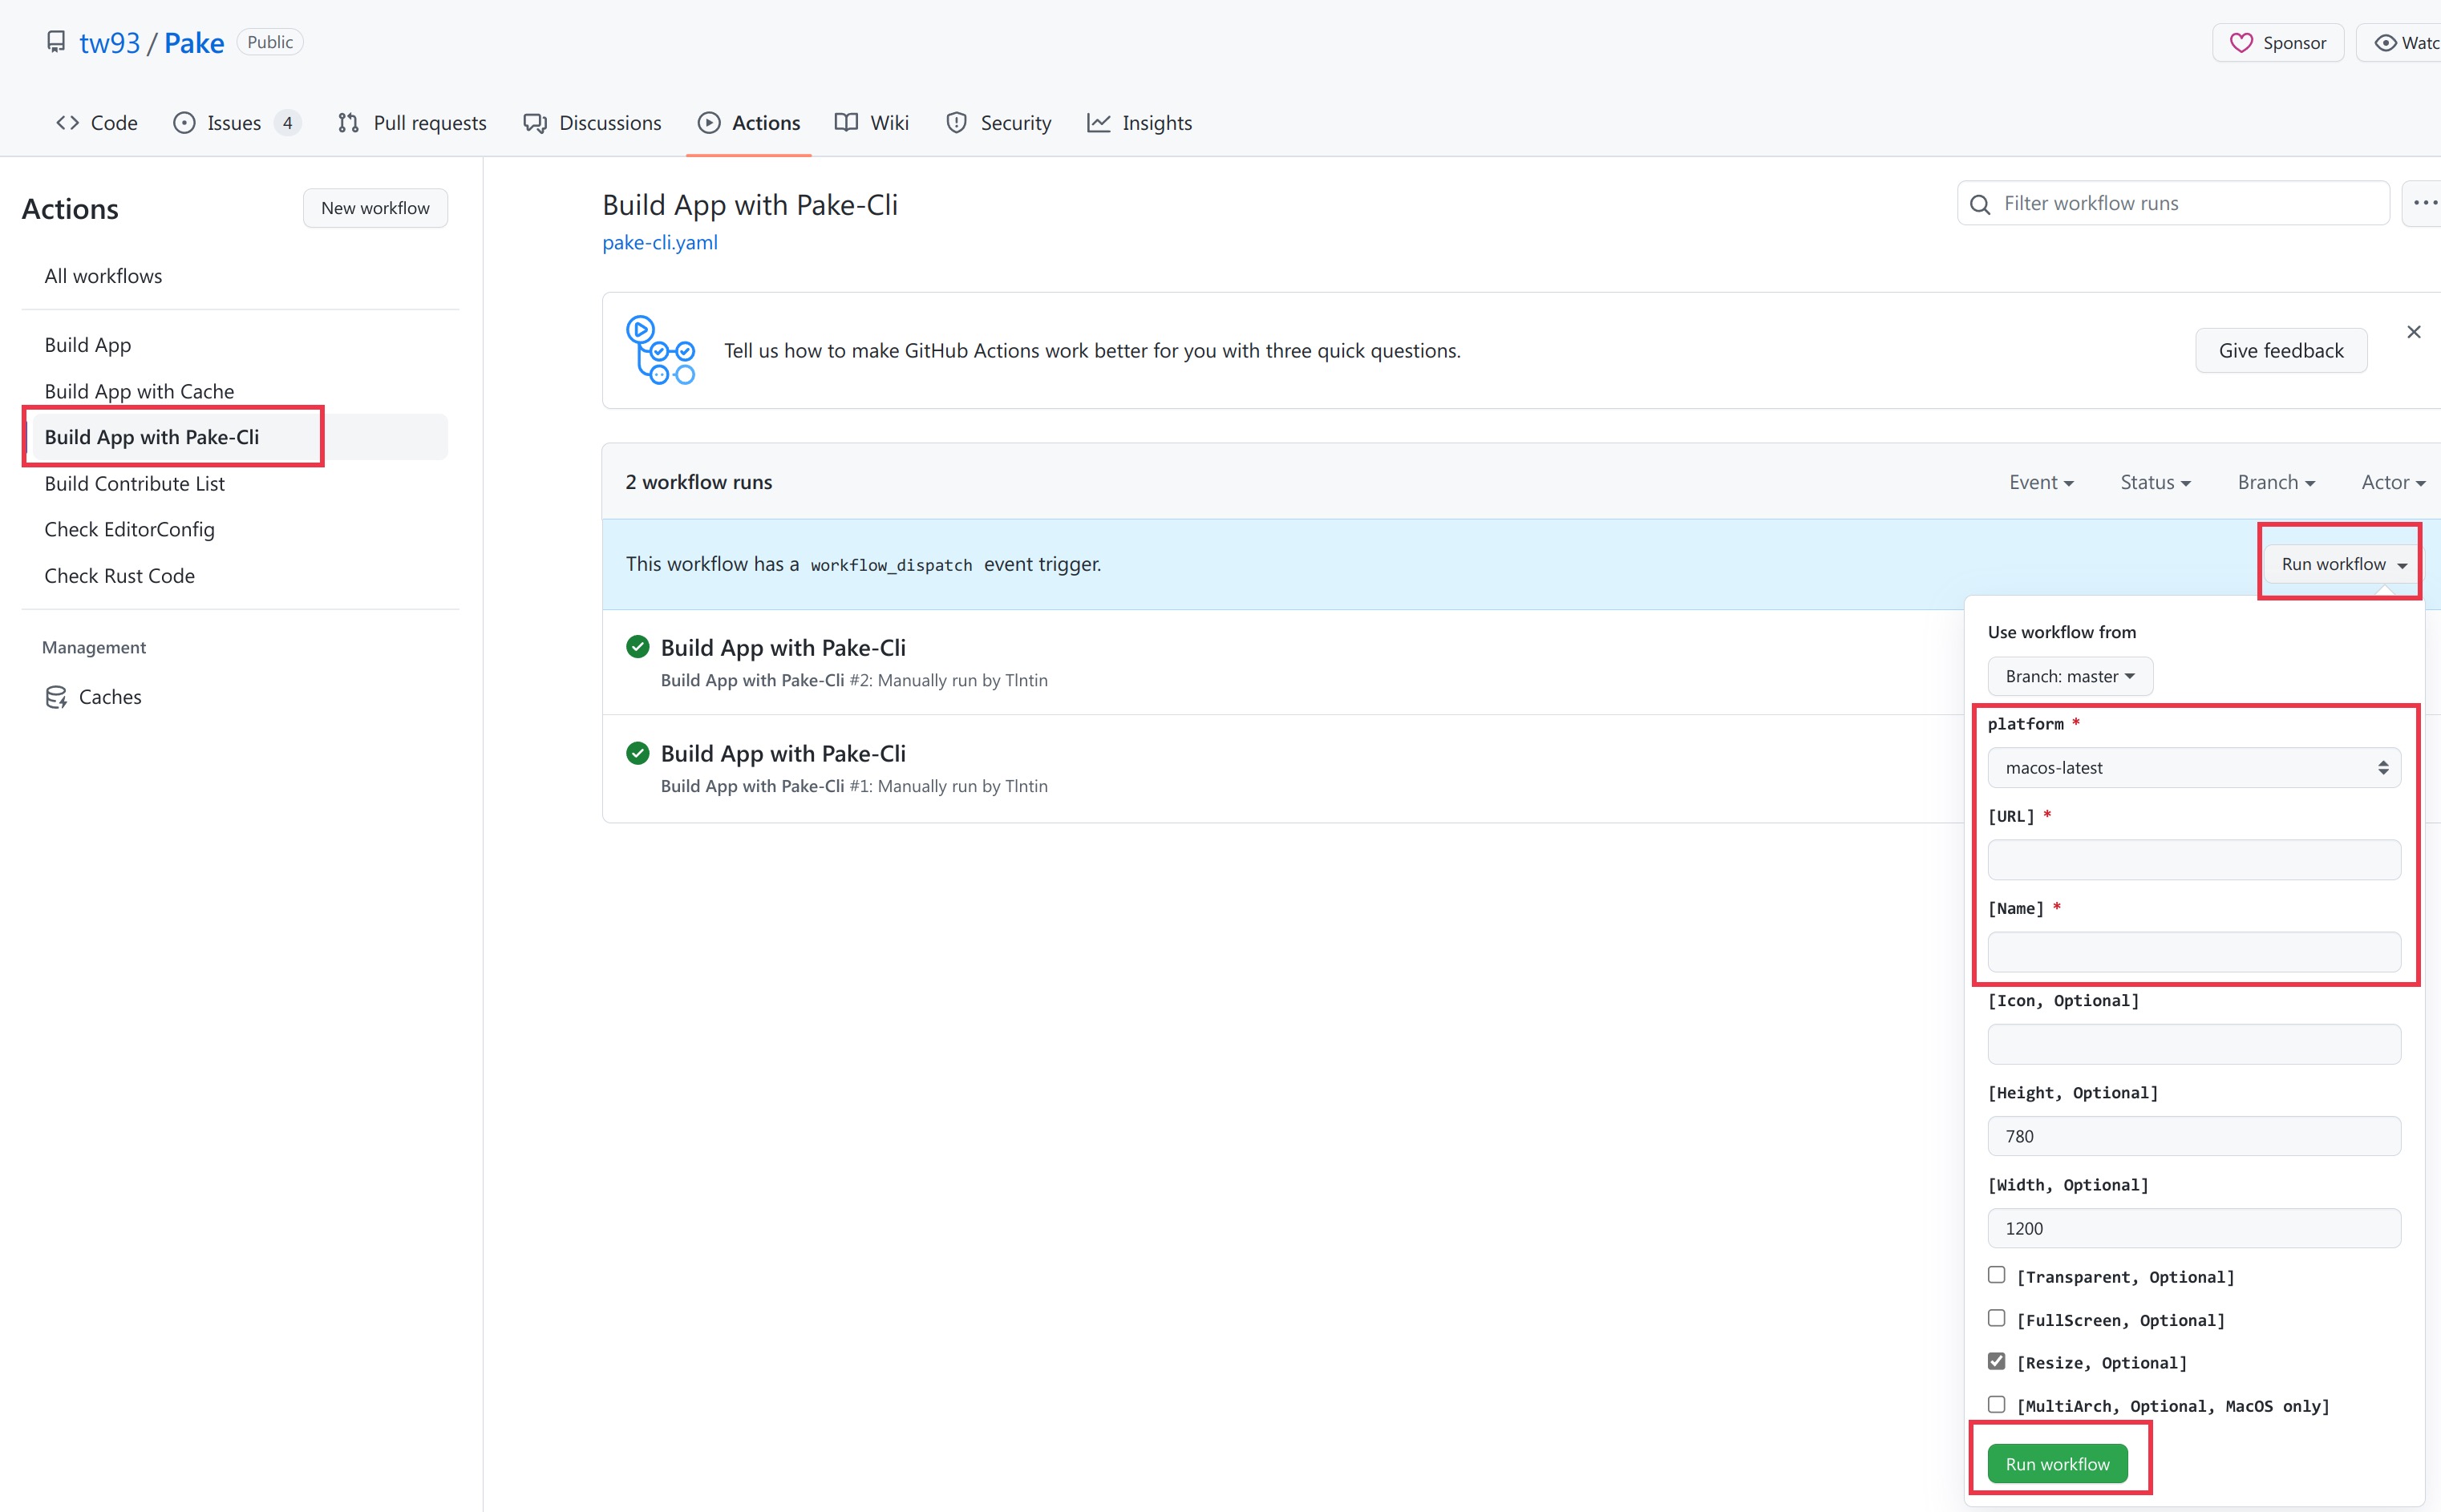 tw93 / Pake Public
Sponsor
Code
Issues 4
Pull requests
Discussions
Actions
Wiki
Security
Insights
Actions
New workflow
All workflows
Build App
Build App with Cache
Build App with Pake-Cli
Build Contribute List
Check EditorConfig
Check Rust Code
Management
Caches
Build App with Pake-Cli
pake-cli.yaml
Filter workflow runs
Tell us how to make GitHub Actions work better for you with three quick questions.
Give feedback
2 workflow runs
Event
Status
Branch
Actor
This workflow has a workflow_dispatch event trigger.
Run workflow
Build App with Pake-Cli
Build App with Pake-Cli #2: Manually run by Tlntin
Build App with Pake-Cli
Build App with Pake-Cli #1: Manually run by Tlntin
Use workflow from
Branch: master
platform *
macos-latest
[URL] *
[Name] *
[Icon, Optional]
[Height, Optional]
780
[Width, Optional]
1200
[Transparent, Optional]
[FullScreen, Optional]
[Resize, Optional]
[MultiArch, Optional, MacOS only]
Run workflow